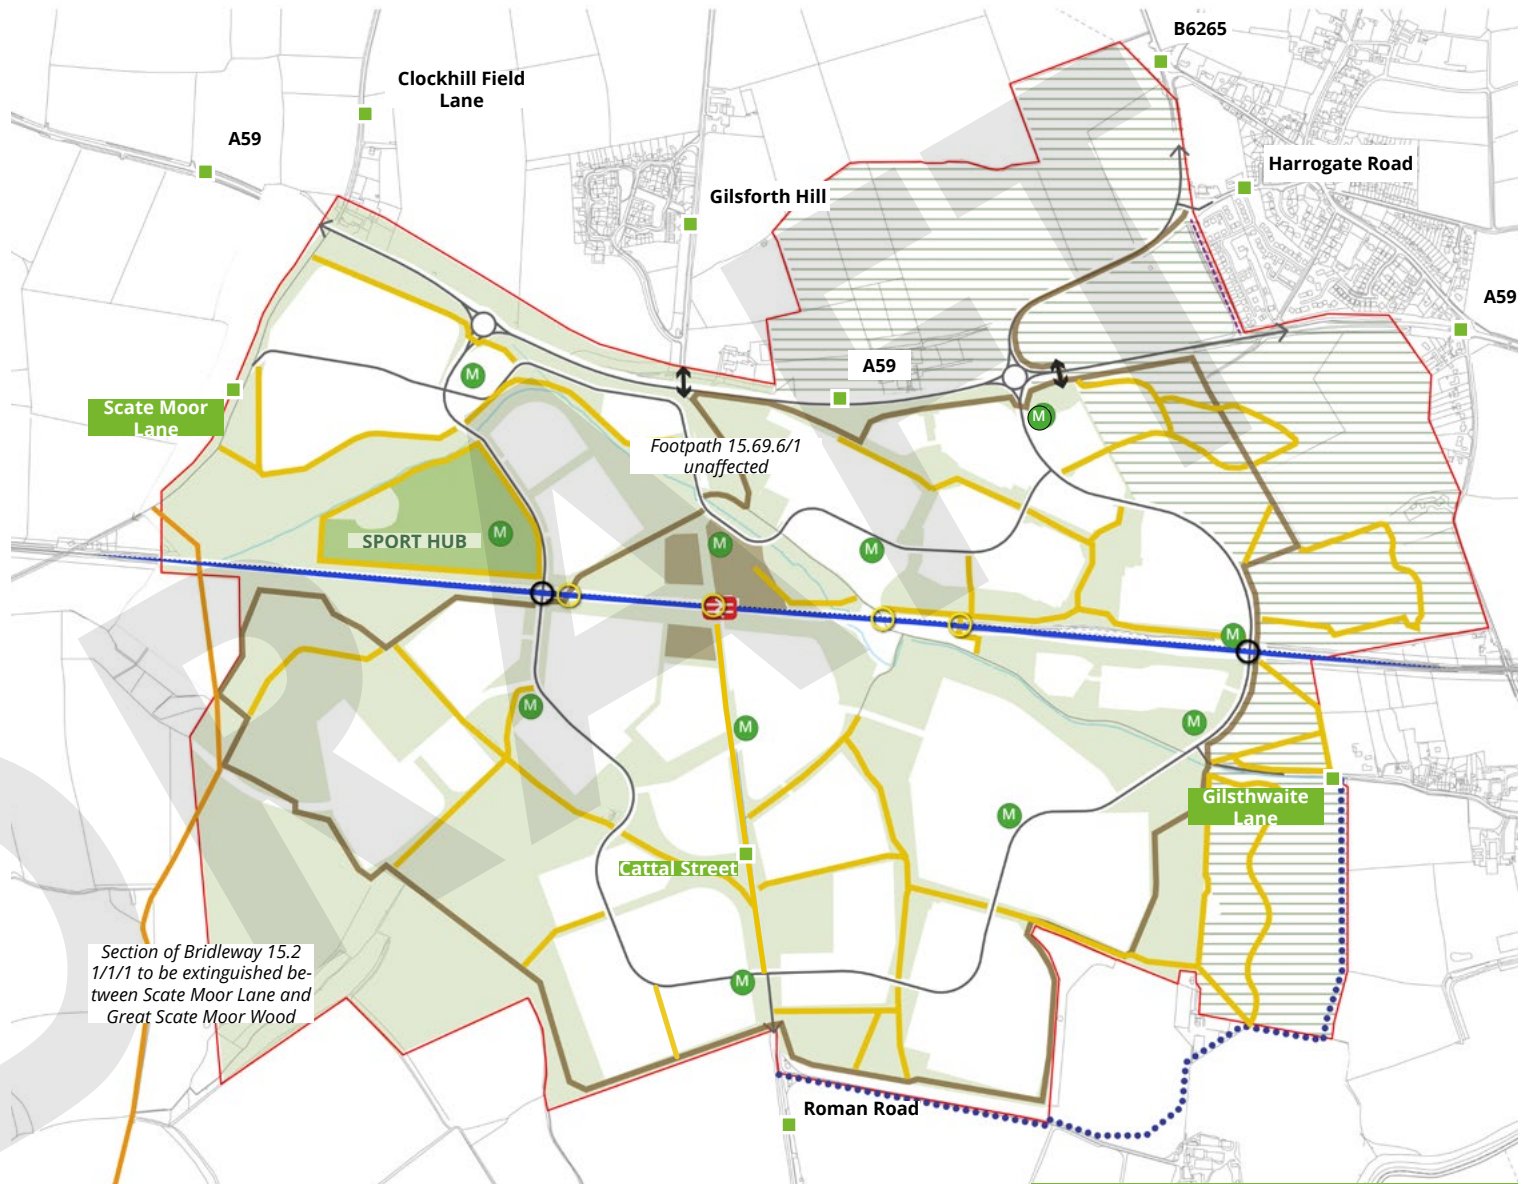 B6265
Clockhill Field
Lane
A59
Harrogate Road
Gilsforth Hill
A59
A59
Scate Moor
Lane
Footpath 15.69.6/1
unaffected
M
M
SPORT HUB
M
M
M
M
M
M
M
M
Gilsthwaite
Lane
M
Cattal Street
Section of Bridleway 15.2
1/1/1 to be extinguished be-
tween Scate Moor Lane and
Great Scate Moor Wood
M
Roman Road
DRAFT